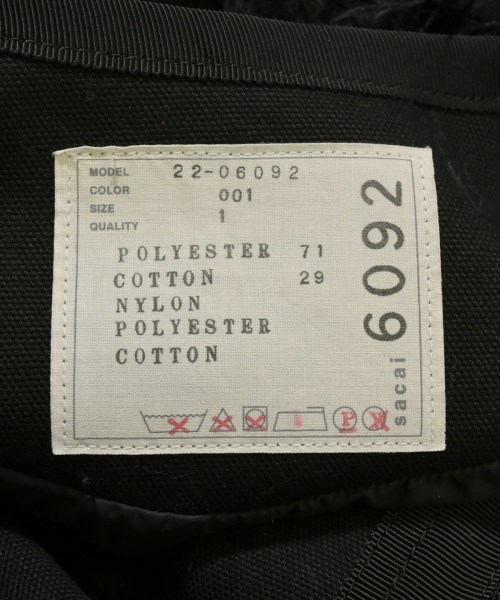 MODEL 22-06092
COLOR 001
SIZE 1
QUALITY
POLYESTER 71
COTTON 29
NYLON
POLYESTER
COTTON
P W
sacai 6092